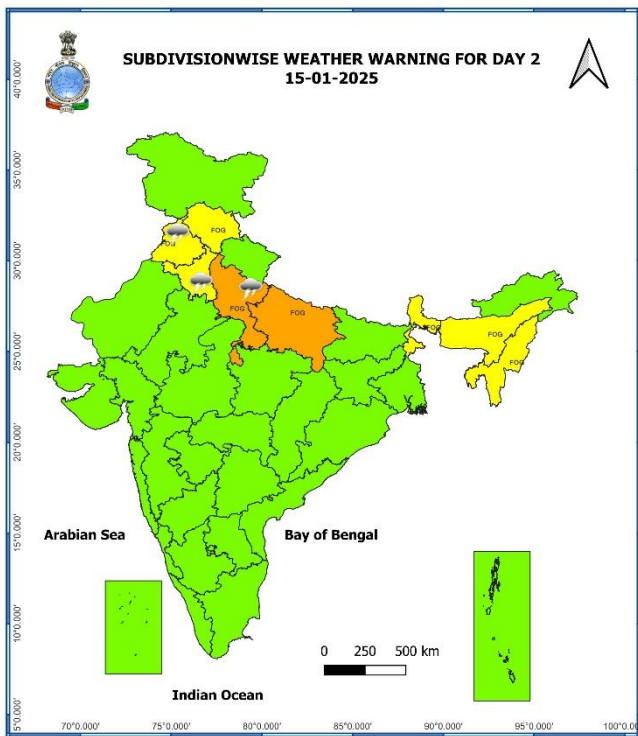 SUBDIVISIONWISE WEATHER WARNING FOR DAY 2
15-01-2025
40°0.000'
35°0.000'
30°0.000'
25°0.000'
20°0.000'
15°0.000'
10°0.000'
5°0.000'
FOG
FOG
FOG
FOG
FOG
FOG
FOG
Arabian Sea
Bay of Bengal
0 250 500 km
Indian Ocean
70°0.000' 75°0.000' 80°0.000' 85°0.000' 90°0.000' 95°0.000'